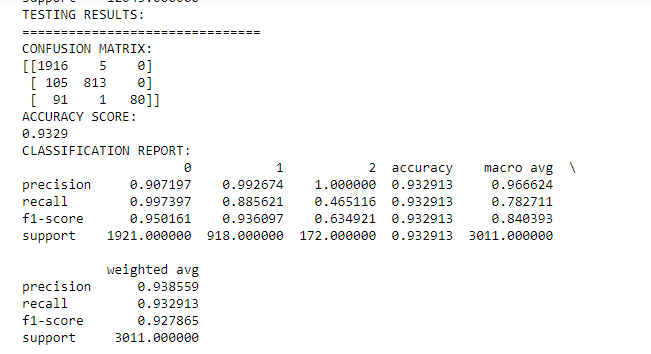 TESTING RESULTS:
===============================
CONFUSION MATRIX:
[[1916    5    0]
 [ 105  813    0]
 [  91    1   80]]
ACCURACY SCORE:
0.9329
CLASSIFICATION REPORT:
                     0           1           2  accuracy    macro avg  \
precision     0.907197    0.992674    1.000000  0.932913     0.966624
recall        0.997397    0.885621    0.465116  0.932913     0.782711
f1-score      0.950161    0.936097    0.634921  0.932913     0.840393
support    1921.000000  918.000000  172.000000  0.932913  3011.000000
           weighted avg
precision      0.938559
recall         0.932913
f1-score       0.927865
support     3011.000000